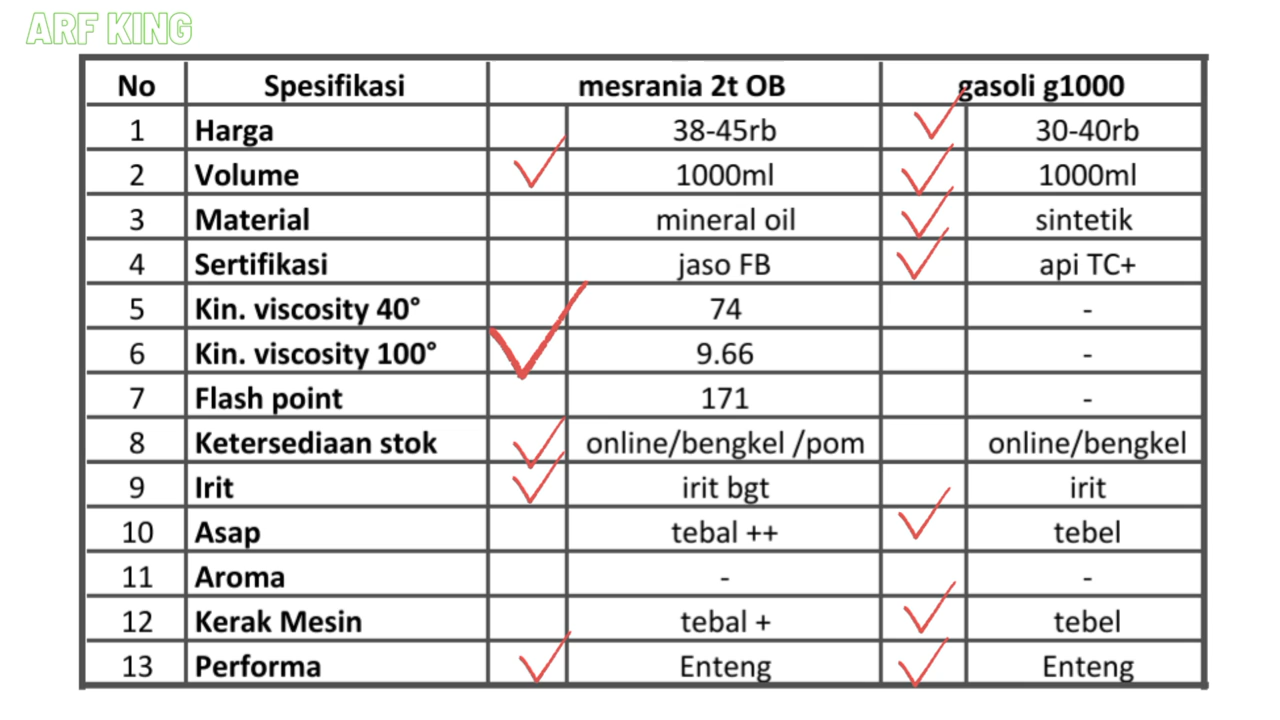 ARF KING
No Spesifikasi mesrania 2t OB gasoli g1000
1 Harga 38-45rb 30-40rb
2 Volume 1000ml 1000ml
3 Material mineral oil sintetik
4 Sertifikasi jaso FB api TC+
5 Kin. viscosity 40° 74 -
6 Kin. viscosity 100° 9.66 -
7 Flash point 171 -
8 Ketersediaan stok online/bengkel /pom online/bengkel
9 Irit irit bgt irit
10 Asap tebal ++ tebel
11 Aroma - -
12 Kerak Mesin tebal + tebel
13 Performa Enteng Enteng